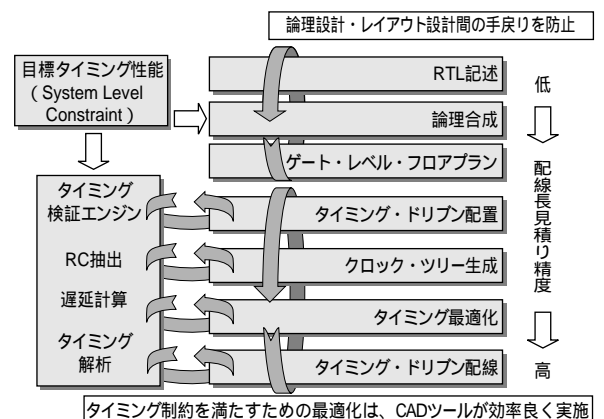 論理設計・レイアウト設計間の手戻りを防止
目標タイミング性能
（System Level
Constraint）
RTL記述
論理合成
ゲート・レベル・フロアプラン
タイミング・ドリブン配置
クロック・ツリー生成
タイミング最適化
タイミング・ドリブン配線
タイミング
検証エンジン
RC抽出
遅延計算
タイミング
解析
低
配線長見積り精度
高
タイミング制約を満たすための最適化は、CADツールが効率良く実施